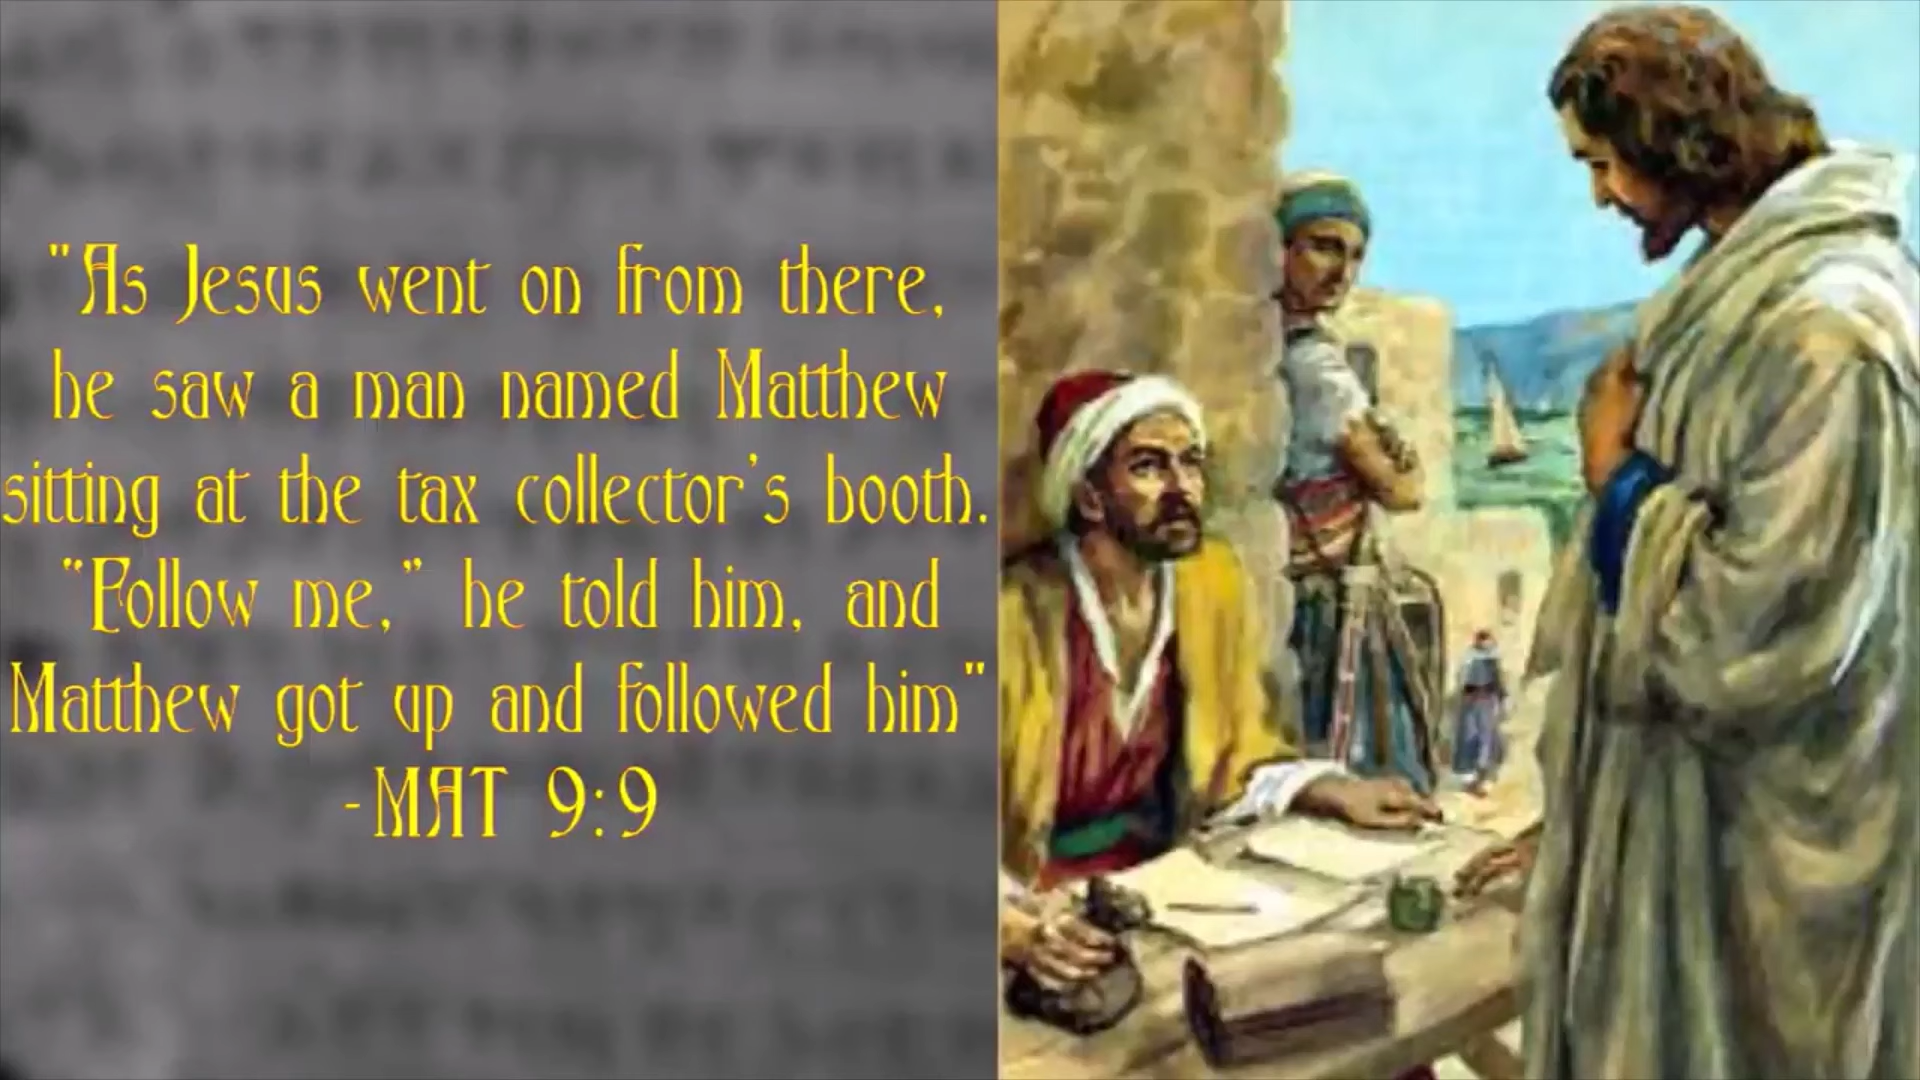 "As Jesus went on from there,
he saw a man named Matthew
sitting at the tax collector’s booth.
“Follow me,” he told him, and
Matthew got up and followed him"
-MAT 9:9